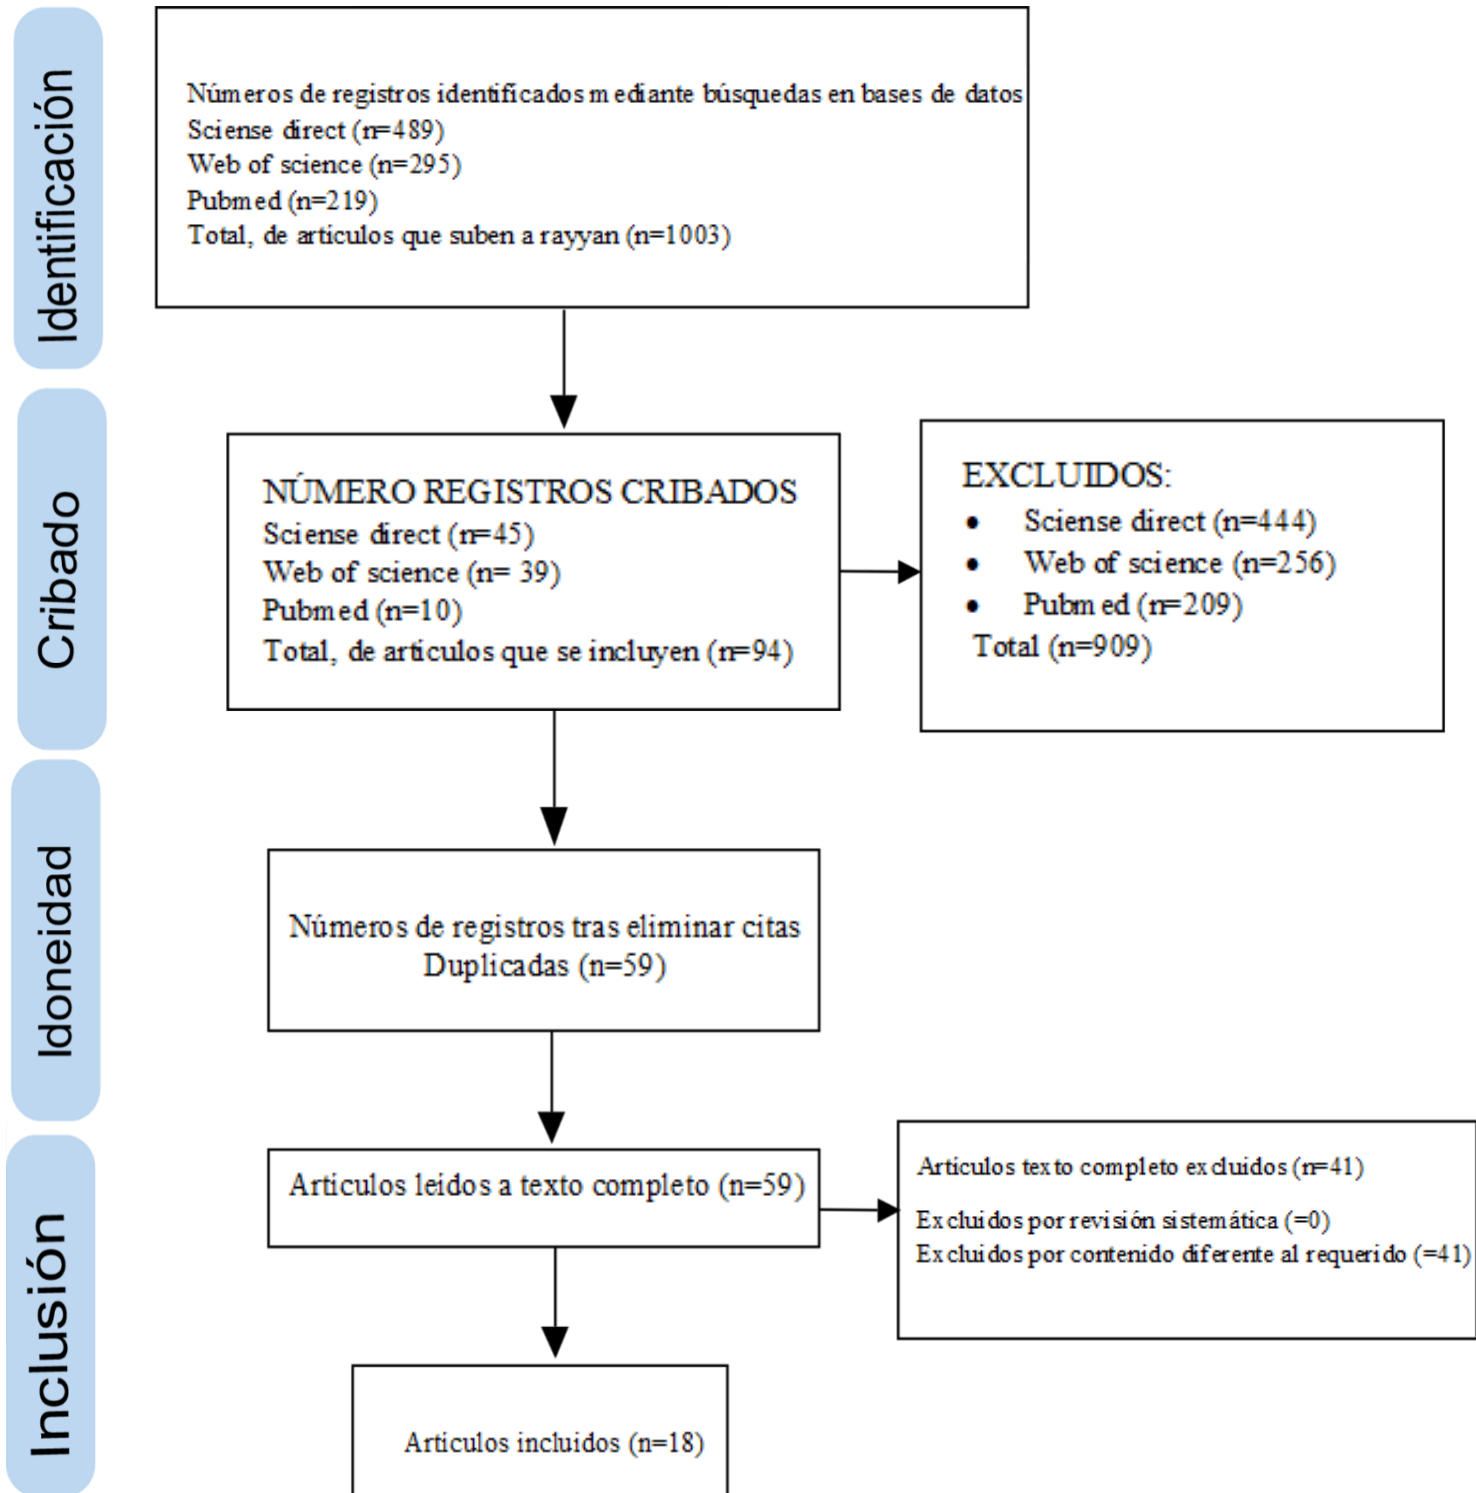 Identificación
Números de registros identificados mediante búsquedas en bases de datos
Sciense direct (n=489)
Web of science (n=295)
Pubmed (n=219)
Total, de articulos que suben a rayyan (n=1003)
Cribado
NÚMERO REGISTROS CRIBADOS
Sciense direct (n=45)
Web of science (n= 39)
Pubmed (n=10)
Total, de articulos que se incluyen (n=94)
EXCLUIDOS:
• Sciense direct (n=444)
• Web of science (n=256)
• Pubmed (n=209)
Total (n=909)
Idoneidad
Números de registros tras eliminar citas
Duplicadas (n=59)
Inclusión
Articulos leidos a texto completo (n=59)
Articulos texto completo excluidos (n=41)
Excluidos por revisión sistemática (=0)
Excluidos por contenido diferente al requerido (=41)
Articulos incluidos (n=18)